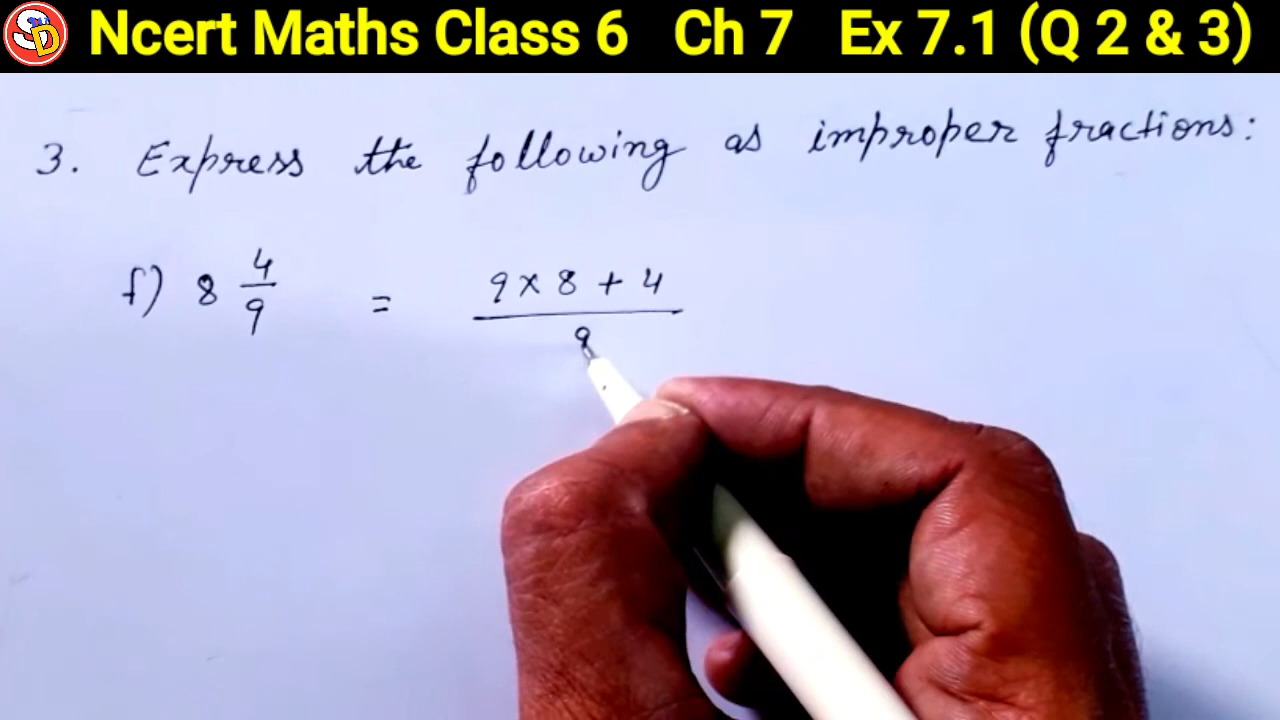 SD Ncert Maths Class 6 Ch 7 Ex 7.1 (Q 2 & 3)
3. Express the following as improper fractions:
f) 8 4/9 = (9 × 8 + 4)/9